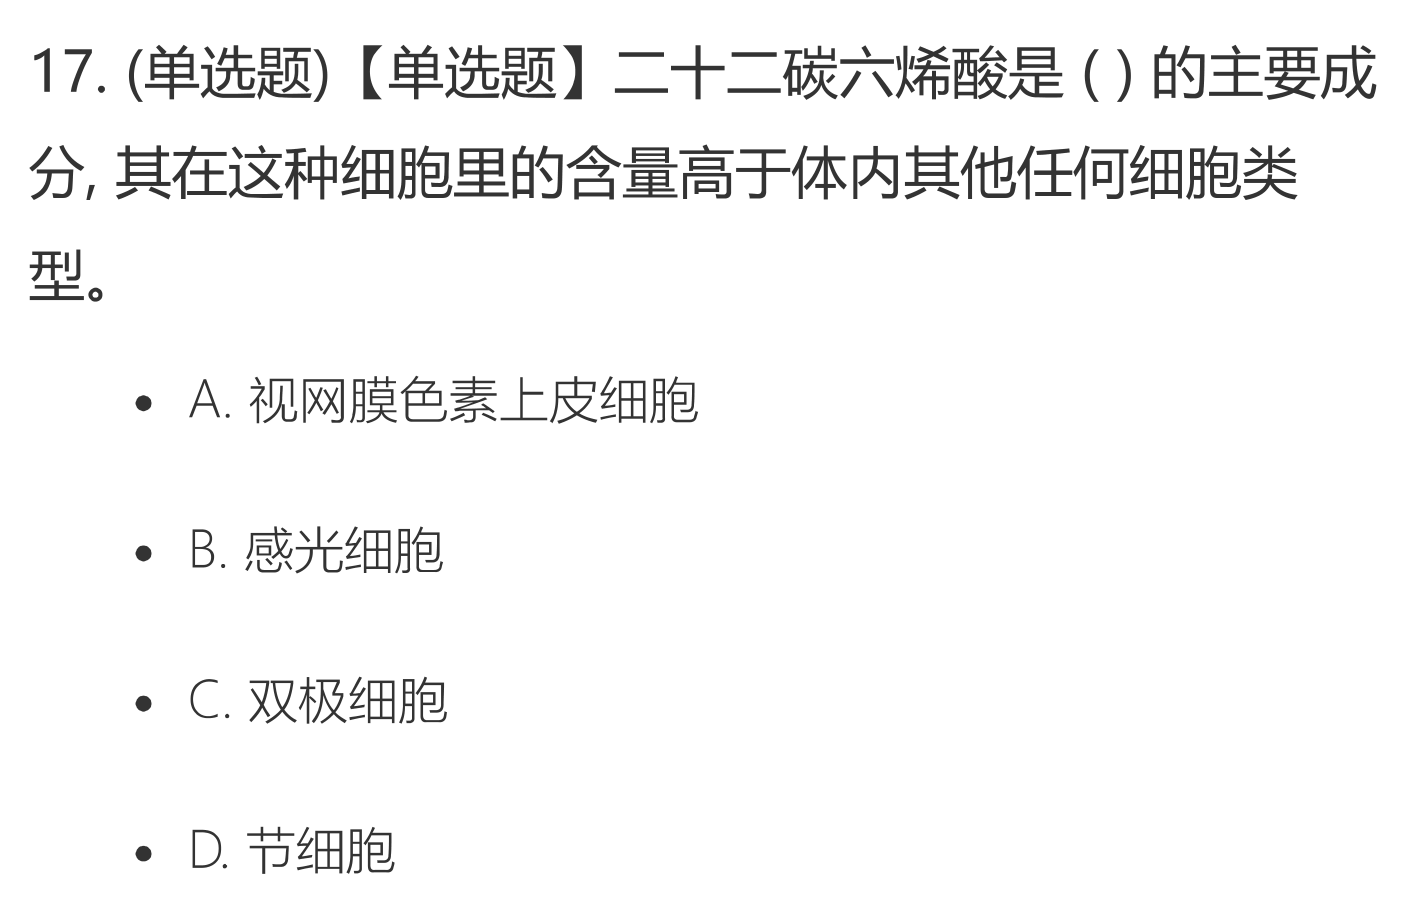 17. (单选题)【单选题】二十二碳六烯酸是 ( ) 的主要成
分, 其在这种细胞里的含量高于体内其他任何细胞类
型。
A. 视网膜色素上皮细胞
B. 感光细胞
C. 双极细胞
D. 节细胞